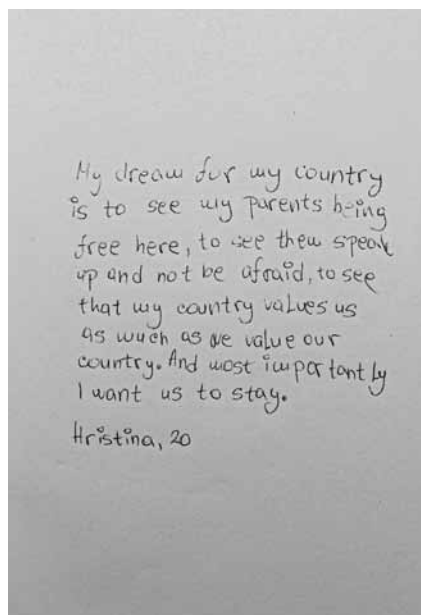 My dream for my country
is to see my parents being
free here, to see them speak
up and not be afraid, to see
that my country values us
as much as we value our
country. And most importantly
I want us to stay.
Hristina, 20